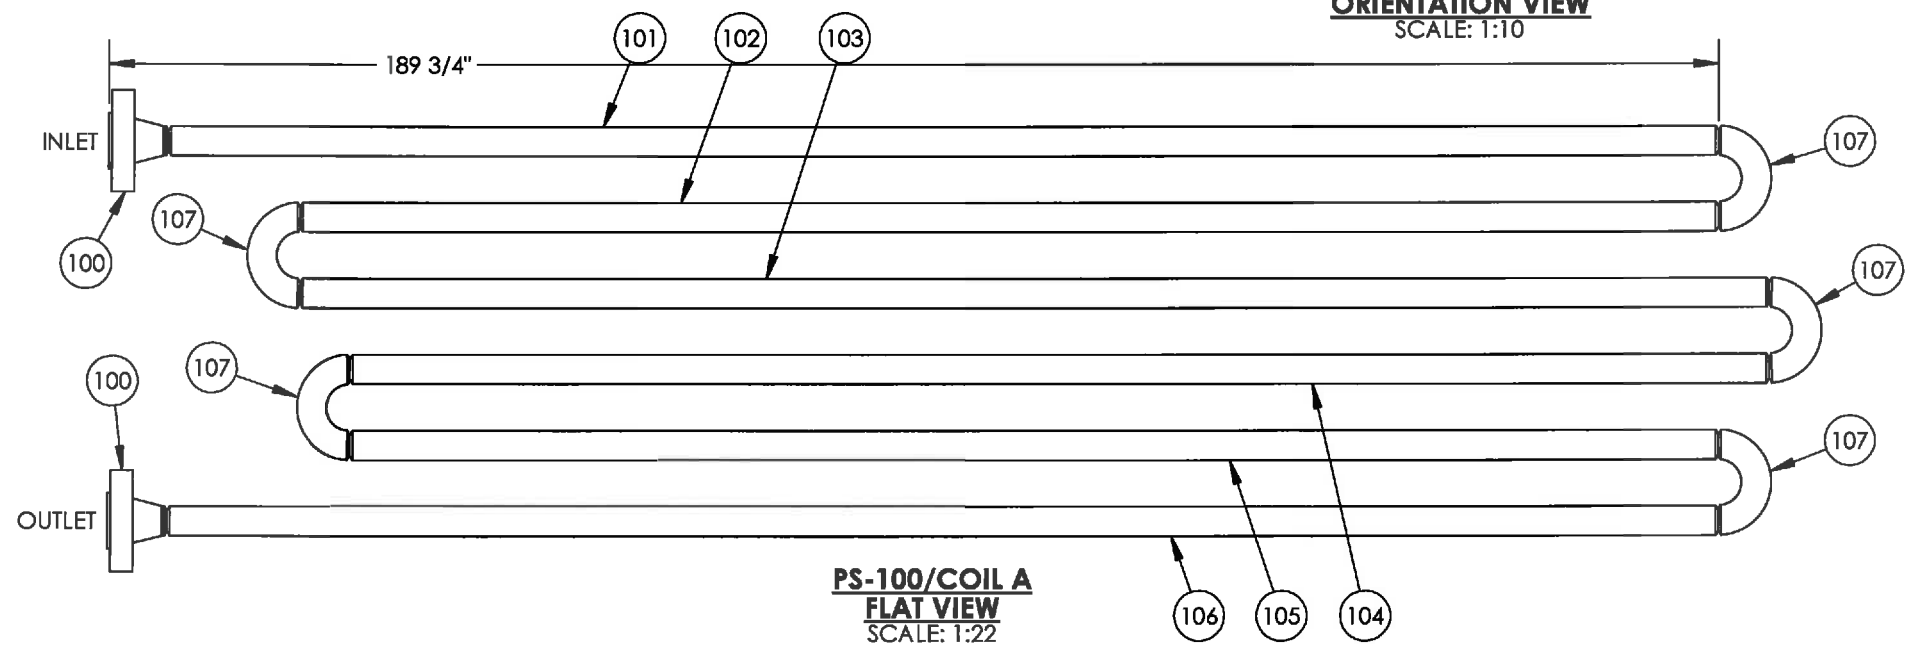 ORIENTATION VIEW
SCALE: 1:10
101
102
103
189 3/4"
INLET
107
107
100
107
107
100
107
OUTLET
PS-100/COIL A
FLAT VIEW
SCALE: 1:22
106
105
104